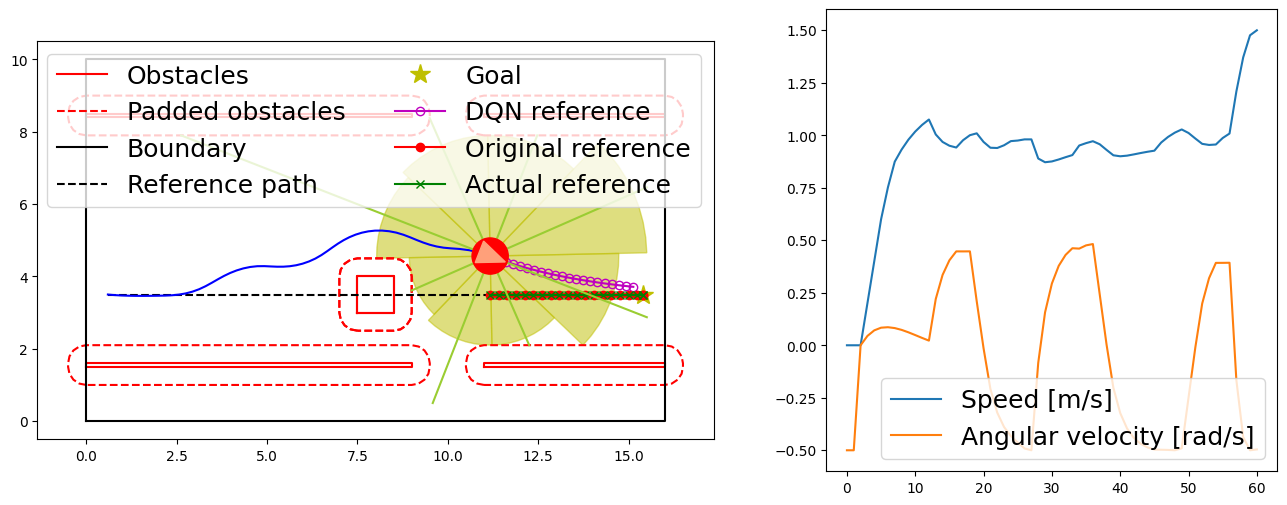 Obstacles
Padded obstacles
Boundary
Reference path
Goal
DQN reference
Original reference
Actual reference
10
8
6
4
2
0
0.0 2.5 5.0 7.5 10.0 12.5 15.0
1.50
1.25
1.00
0.75
0.50
0.25
0.00
−0.25
−0.50
Speed [m/s]
Angular velocity [rad/s]
0 10 20 30 40 50 60